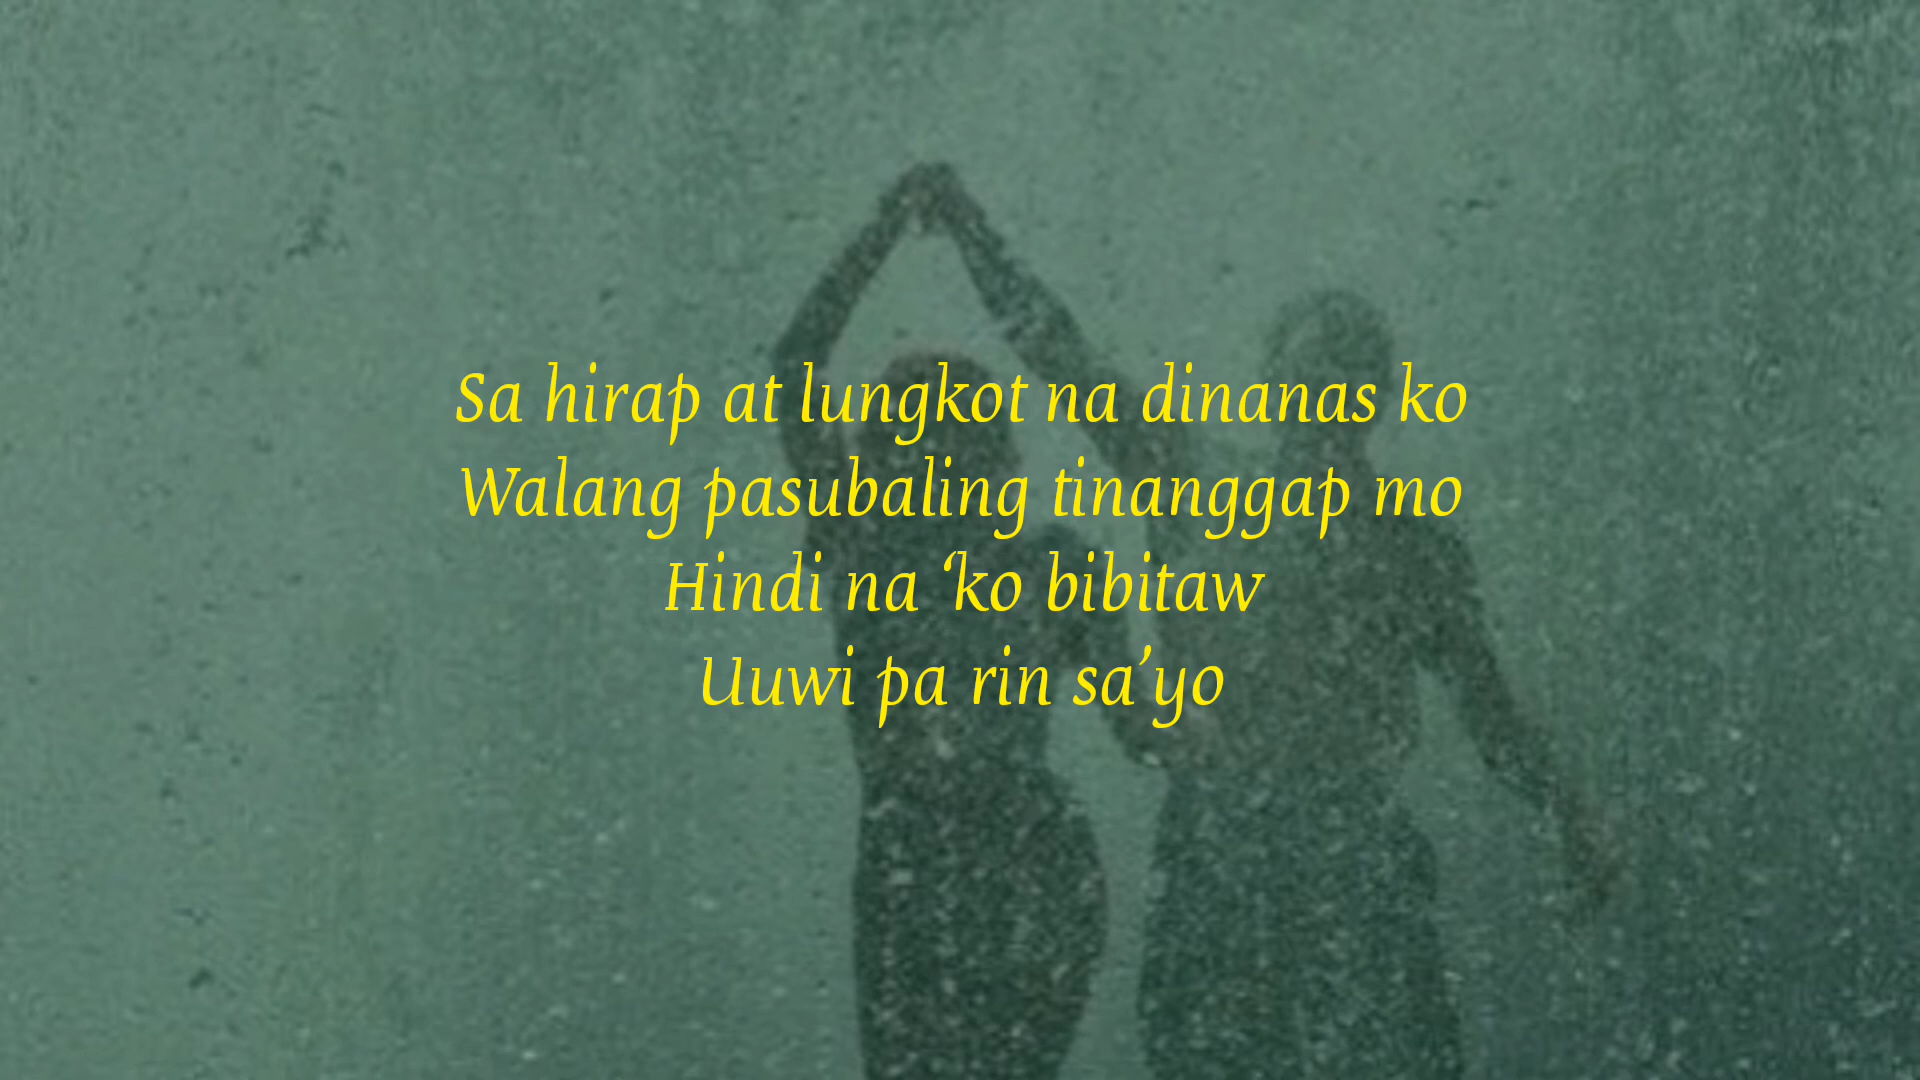 Sa hirap at lungkot na dinanas ko
Walang pasubaling tinanggap mo
Hindi na ‘ko bibitaw
Uuwi pa rin sa’yo